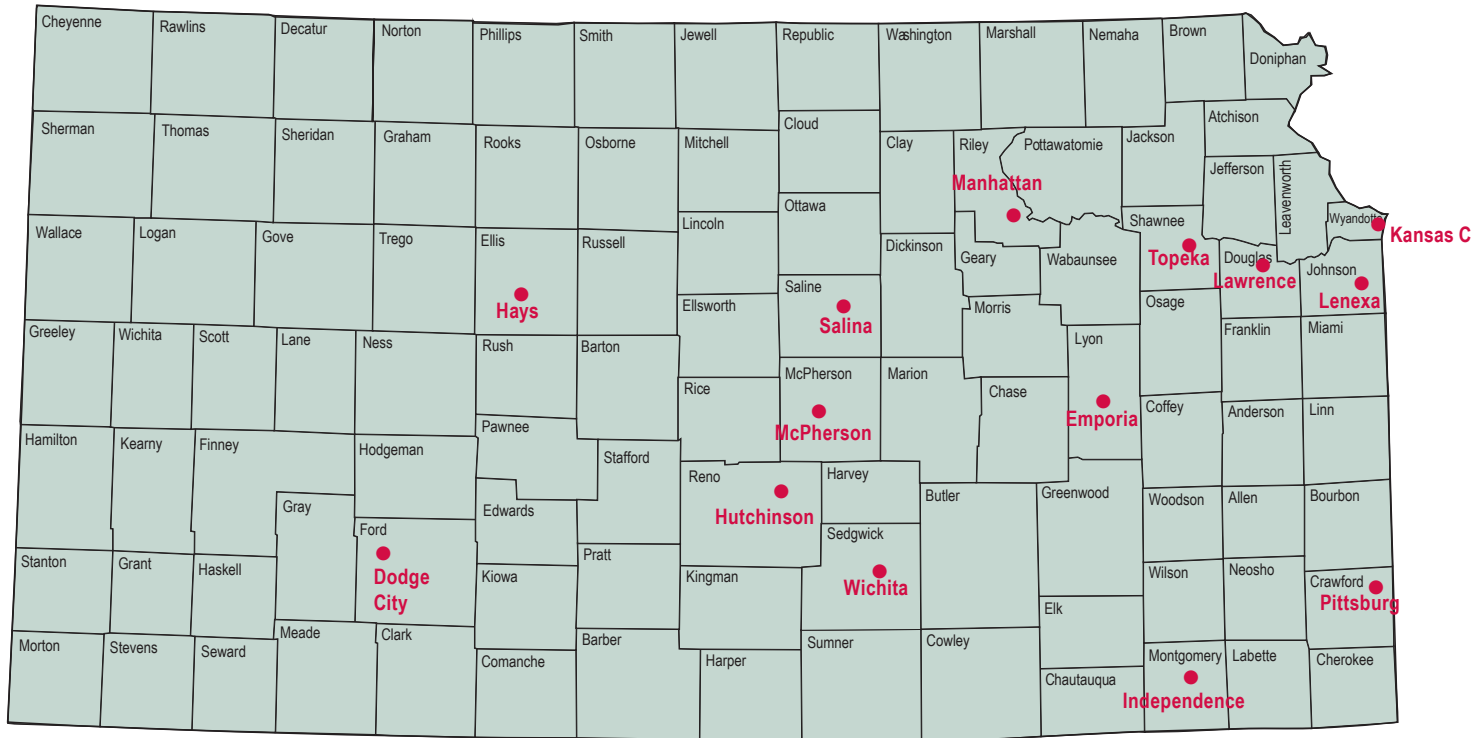 Cheyenne
Rawlins
Decatur
Norton
Phillips
Smith
Jewell
Republic
Washington
Marshall
Nemaha
Brown
Doniphan
Sherman
Thomas
Sheridan
Graham
Rooks
Osborne
Mitchell
Cloud
Clay
Riley
Pottawatomie
Jackson
Atchison
Jefferson
Leavenworth
Manhattan
Wyandotte
Kansas C
Wallace
Logan
Gove
Trego
Ellis
Russell
Lincoln
Ottawa
Dickinson
Geary
Wabaunsee
Shawnee
Topeka
Douglas
Lawrence
Johnson
Lenexa
Hays
Ellsworth
Saline
Salina
Morris
Osage
Greeley
Wichita
Scott
Lane
Ness
Rush
Barton
Rice
McPherson
McPherson
Marion
Chase
Lyon
Emporia
Franklin
Miami
Coffey
Anderson
Linn
Hamilton
Kearny
Finney
Hodgeman
Pawnee
Stafford
Reno
Hutchinson
Harvey
Butler
Greenwood
Woodson
Allen
Bourbon
Gray
Ford
Dodge
City
Edwards
Pratt
Sedgwick
Wichita
Stanton
Grant
Haskell
Kiowa
Kingman
Elk
Wilson
Neosho
Crawford
Pittsburg
Morton
Stevens
Seward
Meade
Clark
Comanche
Barber
Harper
Sumner
Cowley
Chautauqua
Montgomery
Independence
Labette
Cherokee